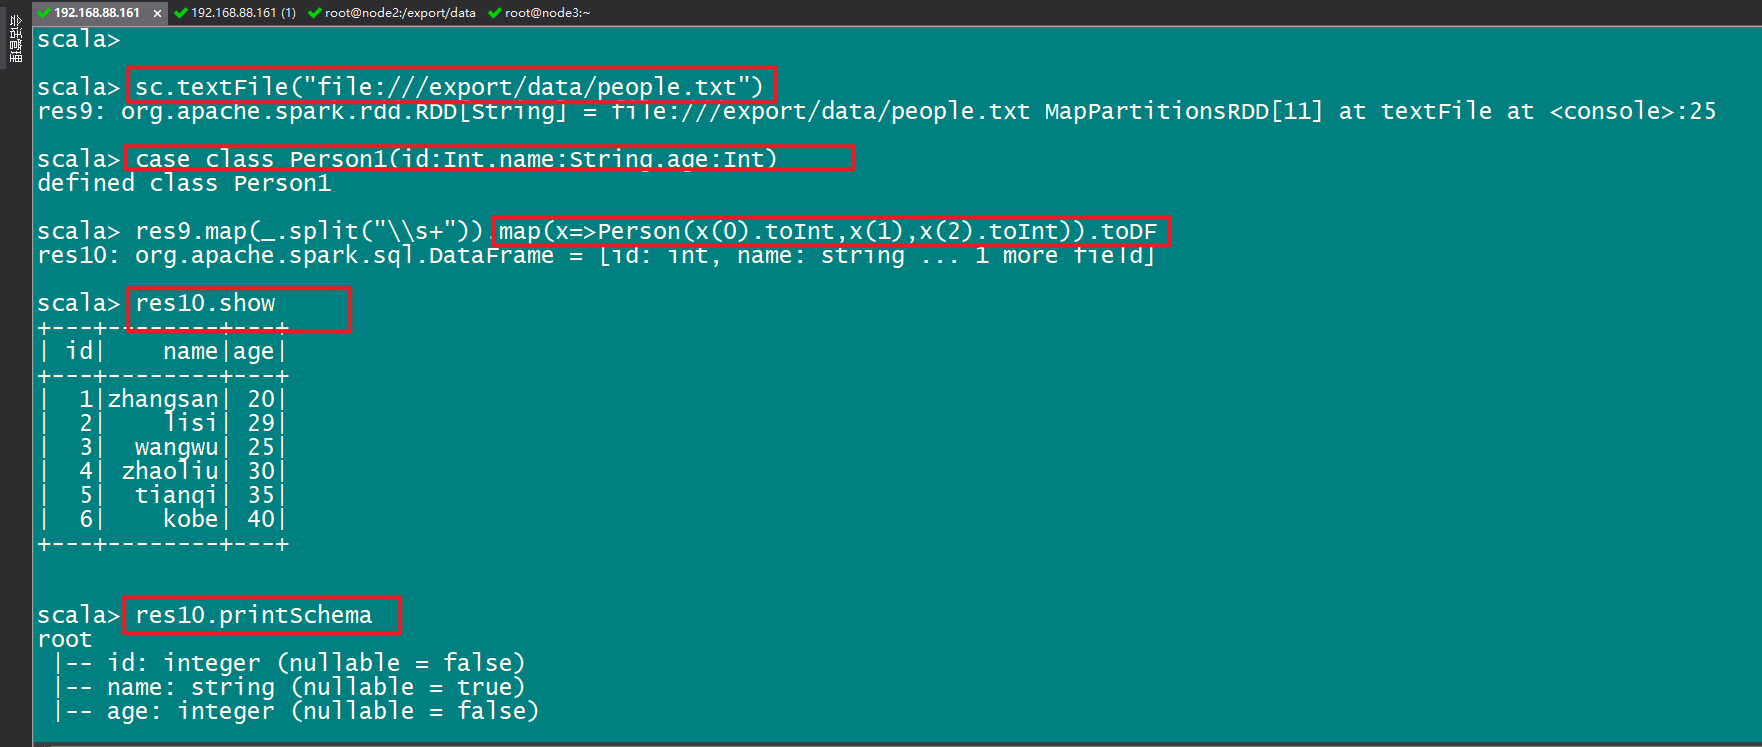 会话管理
192.168.88.161 ×
192.168.88.161 (1)
root@node2:/export/data
root@node3:~
scala>
scala> sc.textFile("file:///export/data/people.txt")
res9: org.apache.spark.rdd.RDD[String] = file:///export/data/people.txt MapPartitionsRDD[11] at textFile at <console>:25
scala> case class Person1(id:Int,name:String,age:Int)
defined class Person1
scala> res9.map(_.split("\\s+")).map(x=>Person(x(0).toInt,x(1),x(2).toInt)).toDF
res10: org.apache.spark.sql.DataFrame = [id: int, name: string ... 1 more field]
scala> res10.show
+---+--------+---+
| id|    name|age|
+---+--------+---+
|  1|zhangsan| 20|
|  2|    lisi| 29|
|  3|  wangwu| 25|
|  4| zhaoliu| 30|
|  5|  tianqi| 35|
|  6|    kobe| 40|
+---+--------+---+
scala> res10.printSchema
root
 |-- id: integer (nullable = false)
 |-- name: string (nullable = true)
 |-- age: integer (nullable = false)